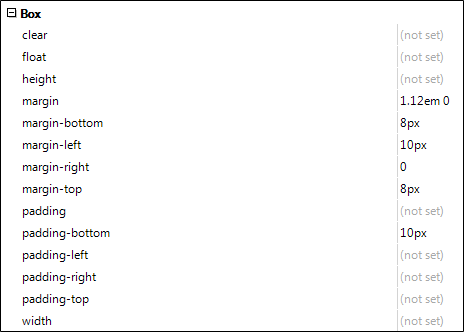 Box
clear (not set)
float (not set)
height (not set)
margin 1.12em 0
margin-bottom 8px
margin-left 10px
margin-right 0
margin-top 8px
padding (not set)
padding-bottom 10px
padding-left (not set)
padding-right (not set)
padding-top (not set)
width (not set)